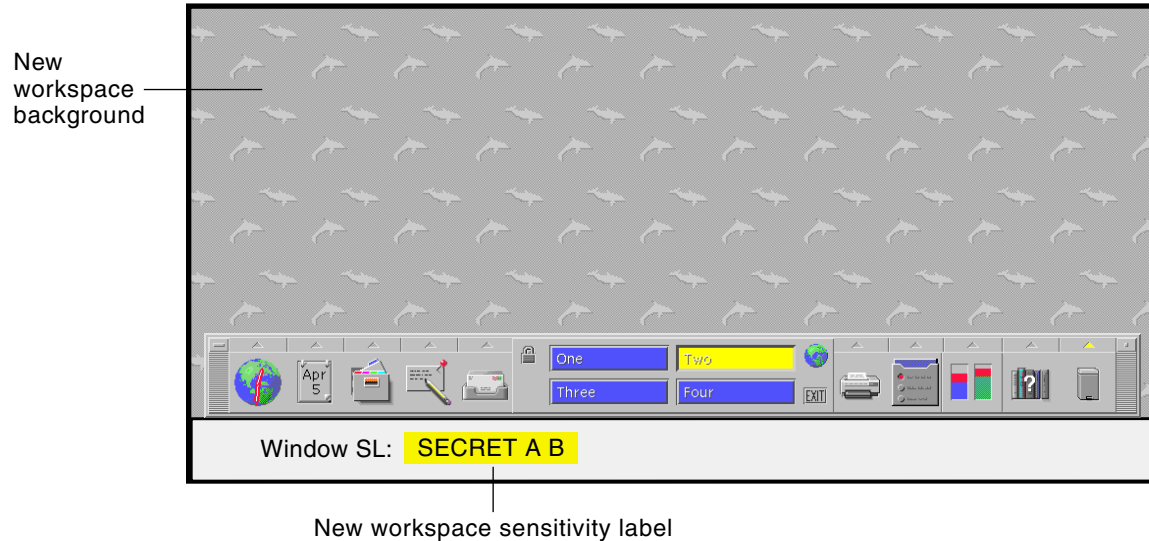 New
workspace
background
Apr
5
One
Two
Three
Four
EXIT
?
Window SL: SECRET A B
New workspace sensitivity label